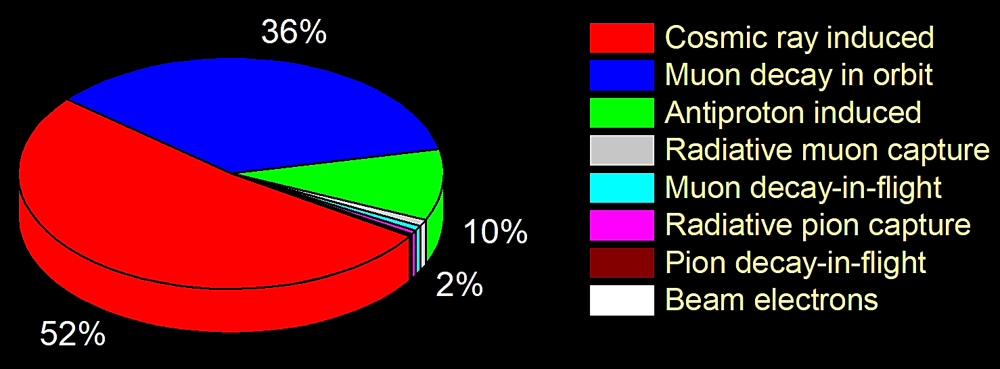 36%
10%
2%
52%
Cosmic ray induced
Muon decay in orbit
Antiproton induced
Radiative muon capture
Muon decay-in-flight
Radiative pion capture
Pion decay-in-flight
Beam electrons